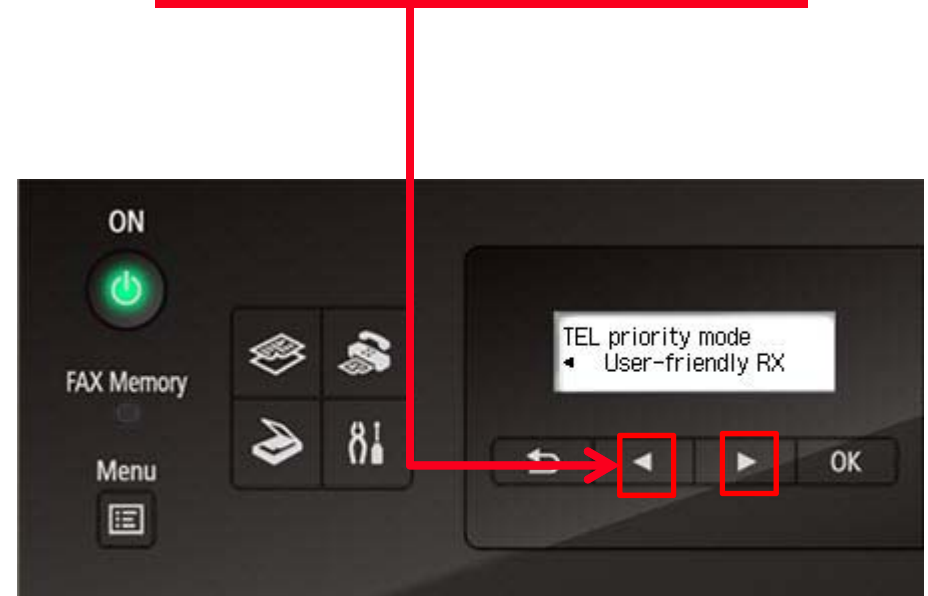 ON
FAX Memory
Menu
TEL priority mode
◄ User-friendly RX
OK